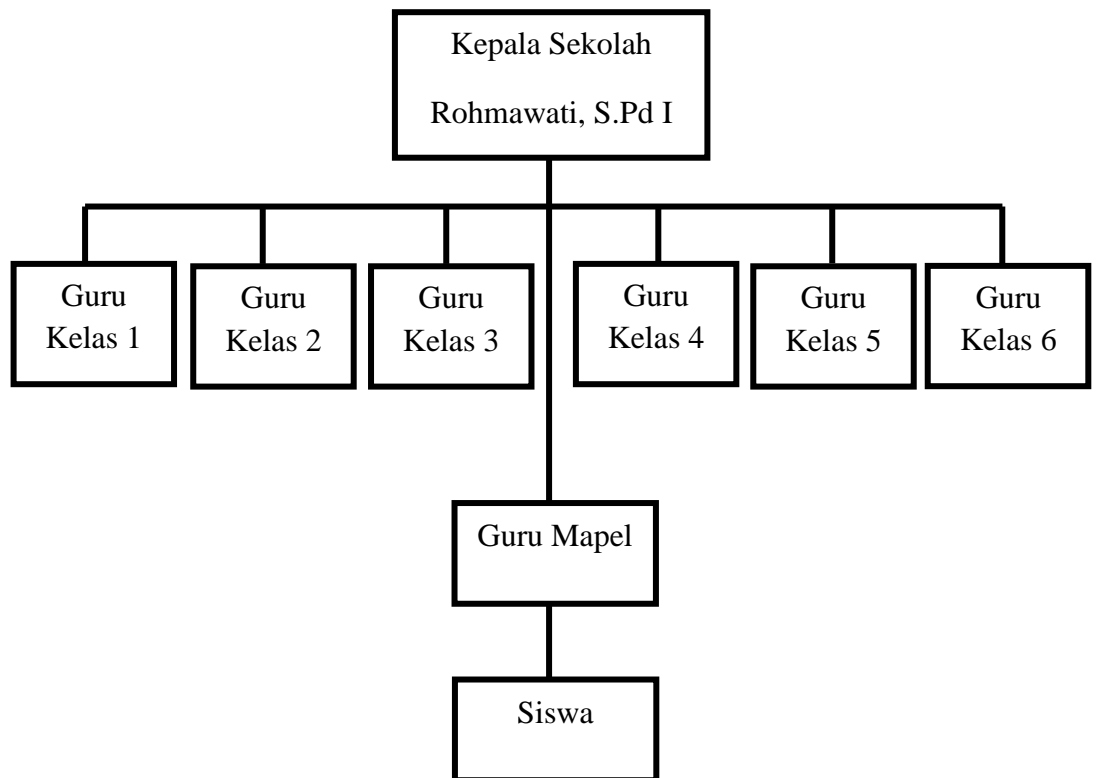 Kepala Sekolah
Rohmawati, S.Pd I
Guru
Kelas 1
Guru
Kelas 2
Guru
Kelas 3
Guru
Kelas 4
Guru
Kelas 5
Guru
Kelas 6
Guru Mapel
Siswa